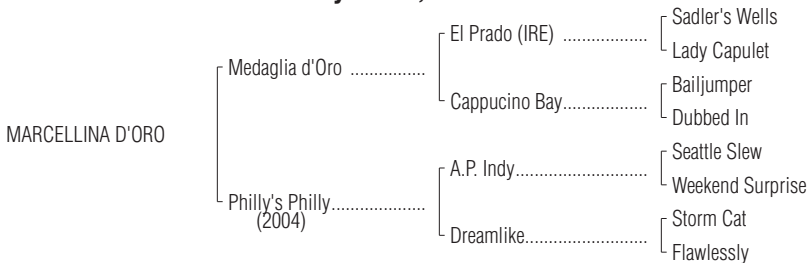 El Prado (IRE) ..................
Sadler's Wells
Lady Capulet
Medaglia d'Oro ................
Cappucino Bay..................
Bailjumper
Dubbed In
MARCELLINA D'ORO
A.P. Indy............................
Seattle Slew
Weekend Surprise
Philly's Philly....................
(2004)
Dreamlike..........................
Storm Cat
Flawlessly